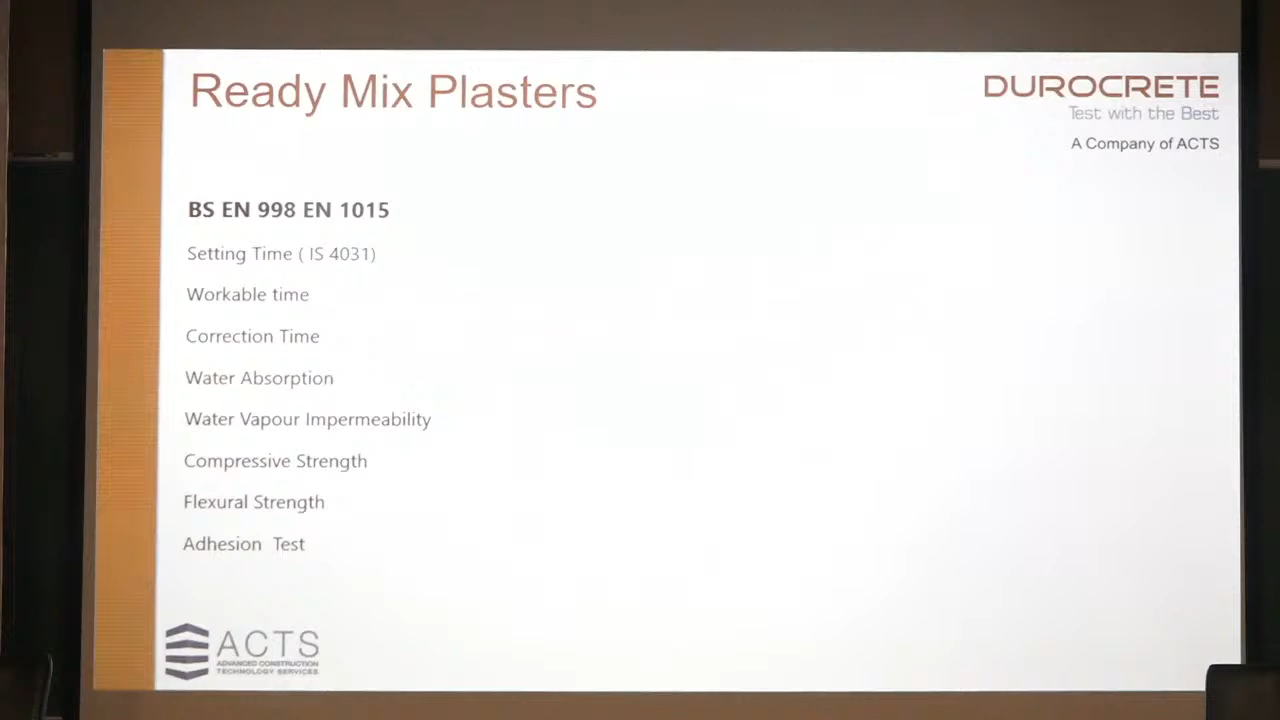 Ready Mix Plasters
DUROCRETE
Test with the Best
A Company of ACTS
BS EN 998 EN 1015
Setting Time ( IS 4031)
Workable time
Correction Time
Water Absorption
Water Vapour Impermeability
Compressive Strength
Flexural Strength
Adhesion Test
ACTS
ADVANCED CONSTRUCTION
TECHNOLOGY SERVICES